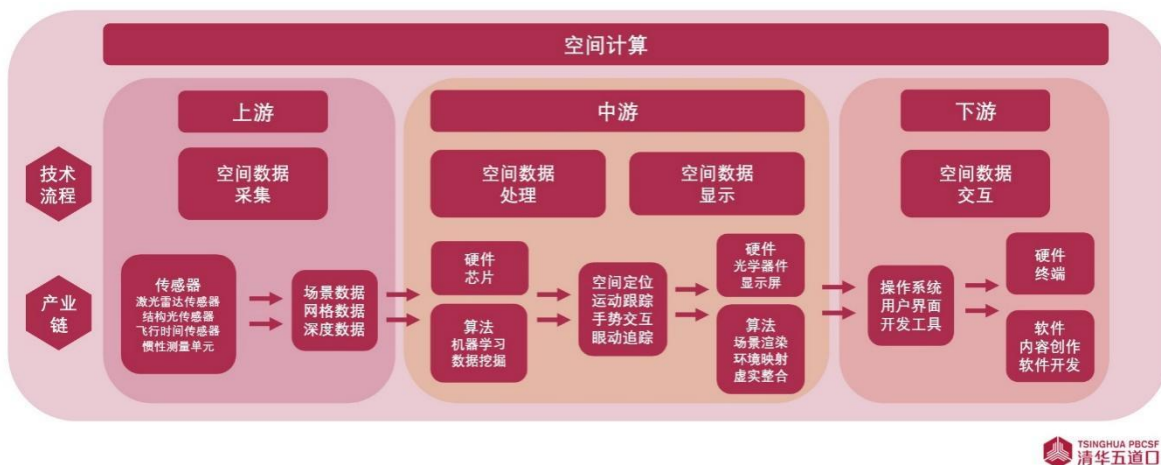 空间计算
上游
中游
下游
技术
流程
空间数据
采集
空间数据
处理
空间数据
显示
空间数据
交互
产业
链
传感器
激光雷达传感器
结构光传感器
飞行时间传感器
惯性测量单元
场景数据
网格数据
深度数据
硬件
芯片
算法
机器学习
数据挖掘
空间定位
运动跟踪
手势交互
眼动追踪
硬件
光学器件
显示屏
算法
场景渲染
环境映射
虚实整合
操作系统
用户界面
开发工具
硬件
终端
软件
内容创作
软件开发
TSINGHUA PBCSF
清华五道口